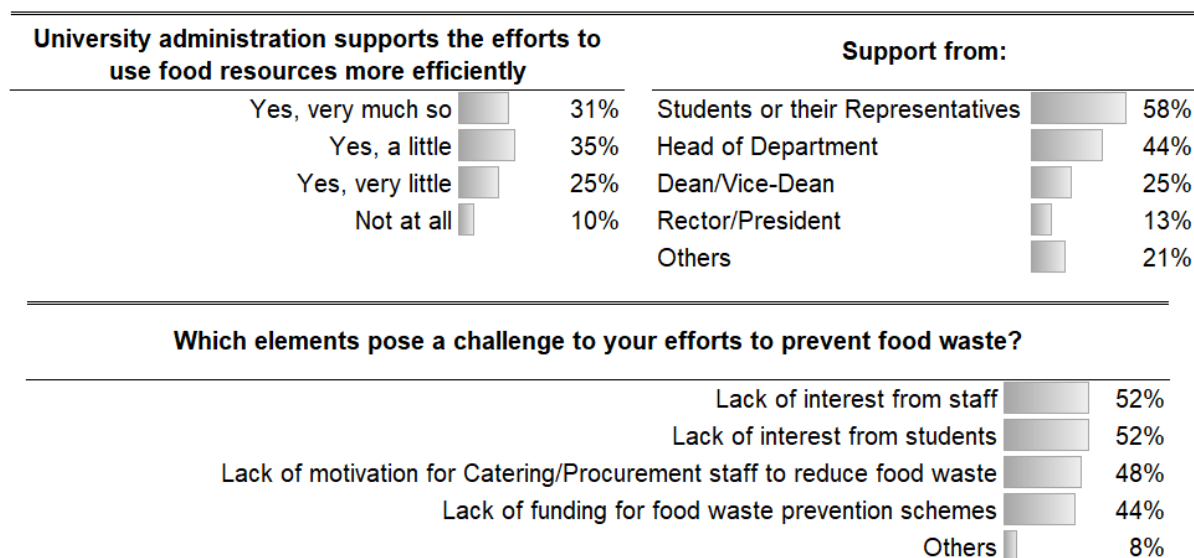 University administration supports the efforts to
use food resources more efficiently
Yes, very much so 31%
Yes, a little 35%
Yes, very little 25%
Not at all 10%
Support from:
Students or their Representatives 58%
Head of Department 44%
Dean/Vice-Dean 25%
Rector/President 13%
Others 21%
Which elements pose a challenge to your efforts to prevent food waste?
Lack of interest from staff 52%
Lack of interest from students 52%
Lack of motivation for Catering/Procurement staff to reduce food waste 48%
Lack of funding for food waste prevention schemes 44%
Others 8%